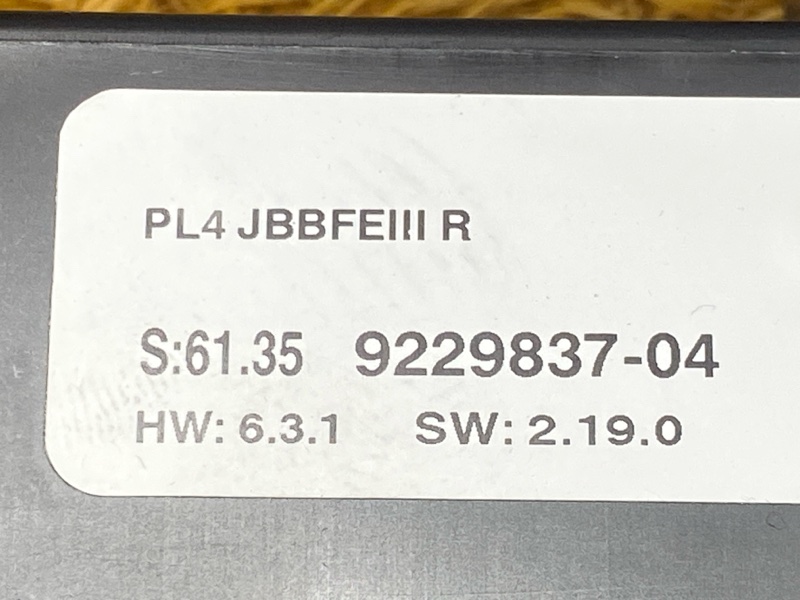 PL4 JBBFEIII R
S:61.35 9229837-04
HW: 6.3.1 SW: 2.19.0